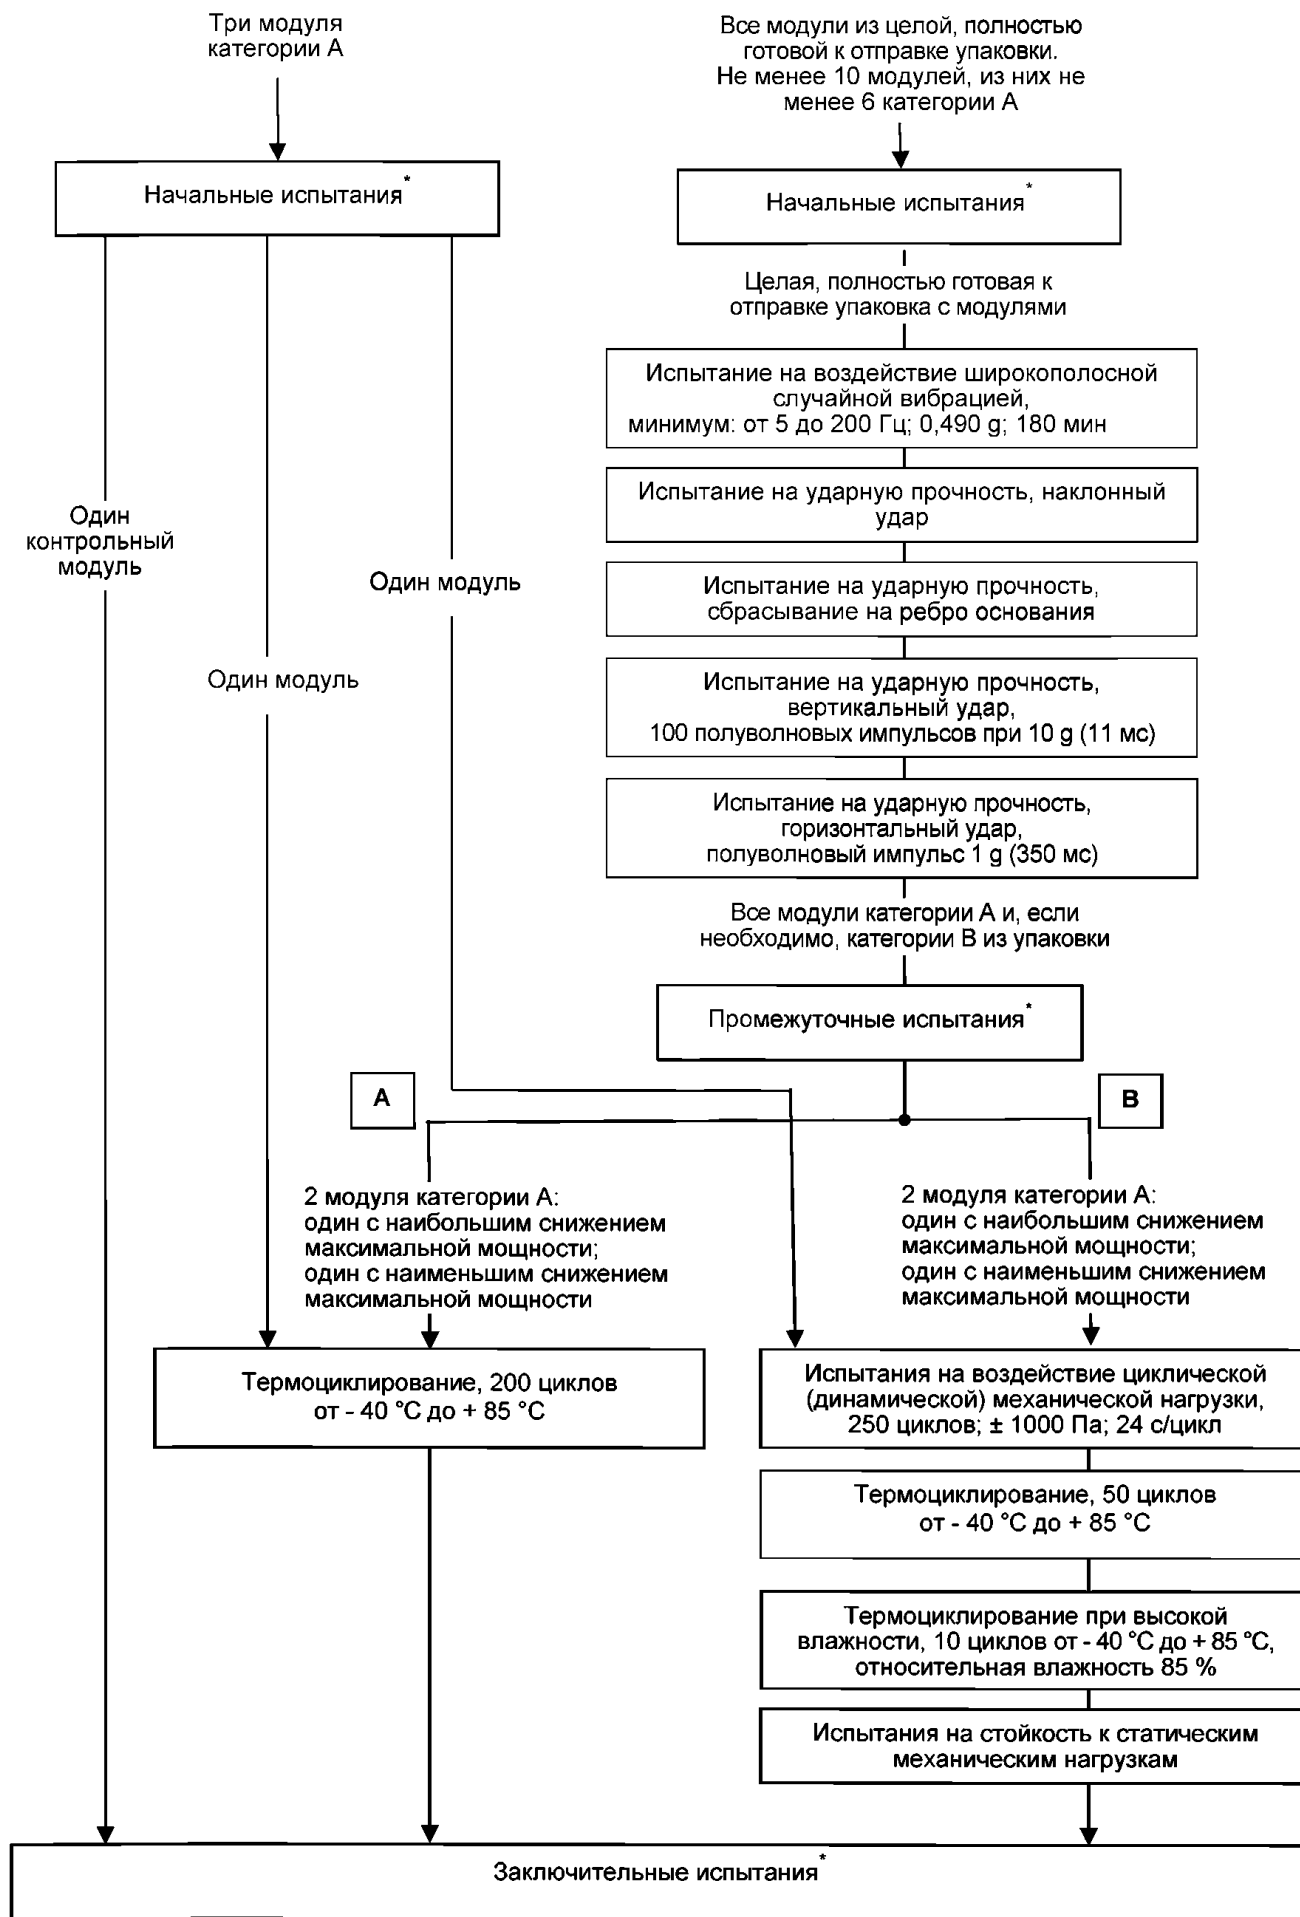 Три модуля
категории А
Все модули из целой, полностью
готовой к отправке упаковки.
Не менее 10 модулей, из них не
менее 6 категории А
Начальные испытания*
Начальные испытания*
Целая, полностью готовая к
отправке упаковка с модулями
Испытание на воздействие широкополосной
случайной вибрацией,
минимум: от 5 до 200 Гц; 0,490 g; 180 мин
Испытание на ударную прочность, наклонный
удар
Один
контрольный
модуль
Один модуль
Испытание на ударную прочность,
сбрасывание на ребро основания
Один модуль
Испытание на ударную прочность,
вертикальный удар,
100 полуволновых импульсов при 10 g (11 мс)
Испытание на ударную прочность,
горизонтальный удар,
полуволновый импульс 1 g (350 мс)
Все модули категории А и, если
необходимо, категории В из упаковки
Промежуточные испытания*
А
В
2 модуля категории А:
один с наибольшим снижением
максимальной мощности;
один с наименьшим снижением
максимальной мощности
2 модуля категории А:
один с наибольшим снижением
максимальной мощности;
один с наименьшим снижением
максимальной мощности
Термоциклирование, 200 циклов
от - 40 °С до + 85 °С
Испытания на воздействие циклической
(динамической) механической нагрузки,
250 циклов; ± 1000 Па; 24 с/цикл
Термоциклирование, 50 циклов
от - 40 °С до + 85 °С
Термоциклирование при высокой
влажности, 10 циклов от - 40 °С до + 85 °С,
относительная влажность 85 %
Испытания на стойкость к статическим
механическим нагрузкам
Заключительные испытания*